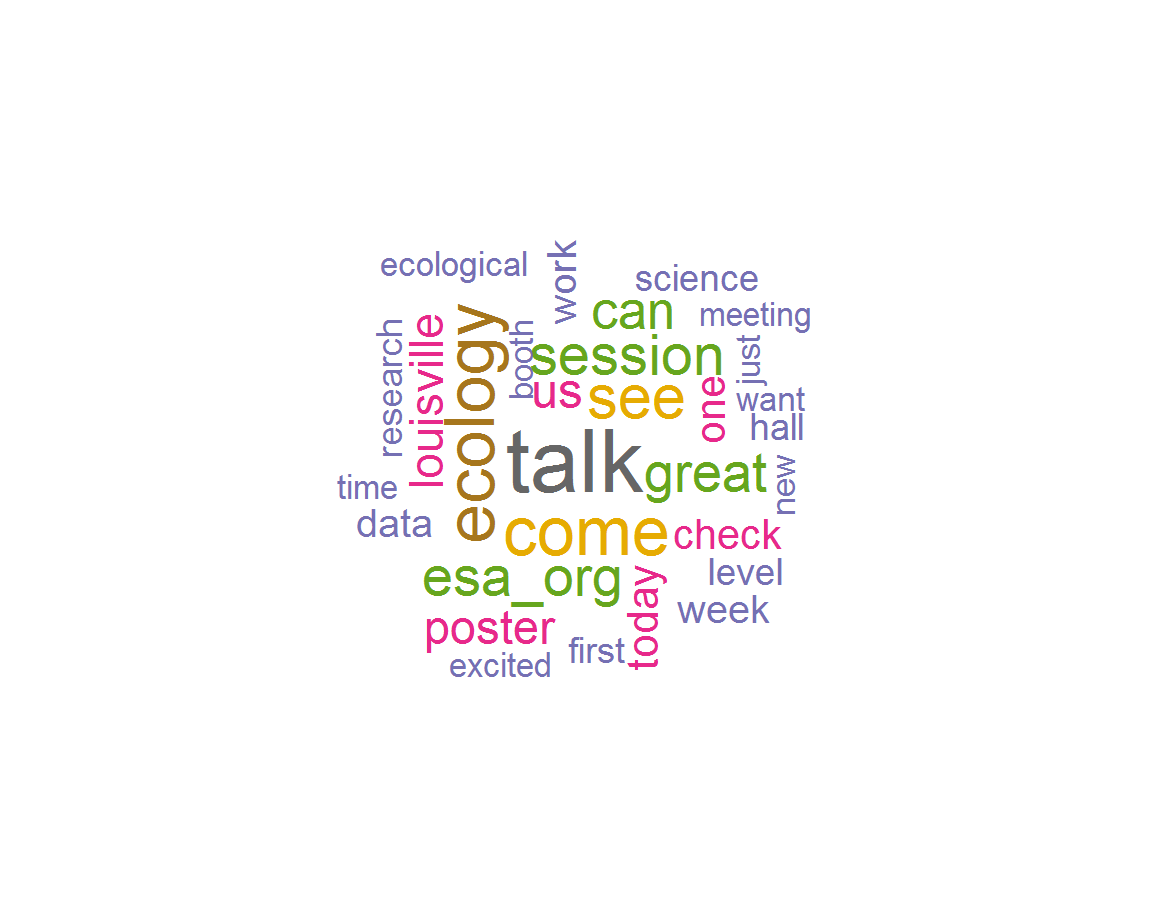 ecological
work
science
can
meeting
louisville
research
ecology
booth
session
just
us
see
one
want
hall
talk
great
new
time
data
come
check
esa_org
level
today
week
poster
first
excited